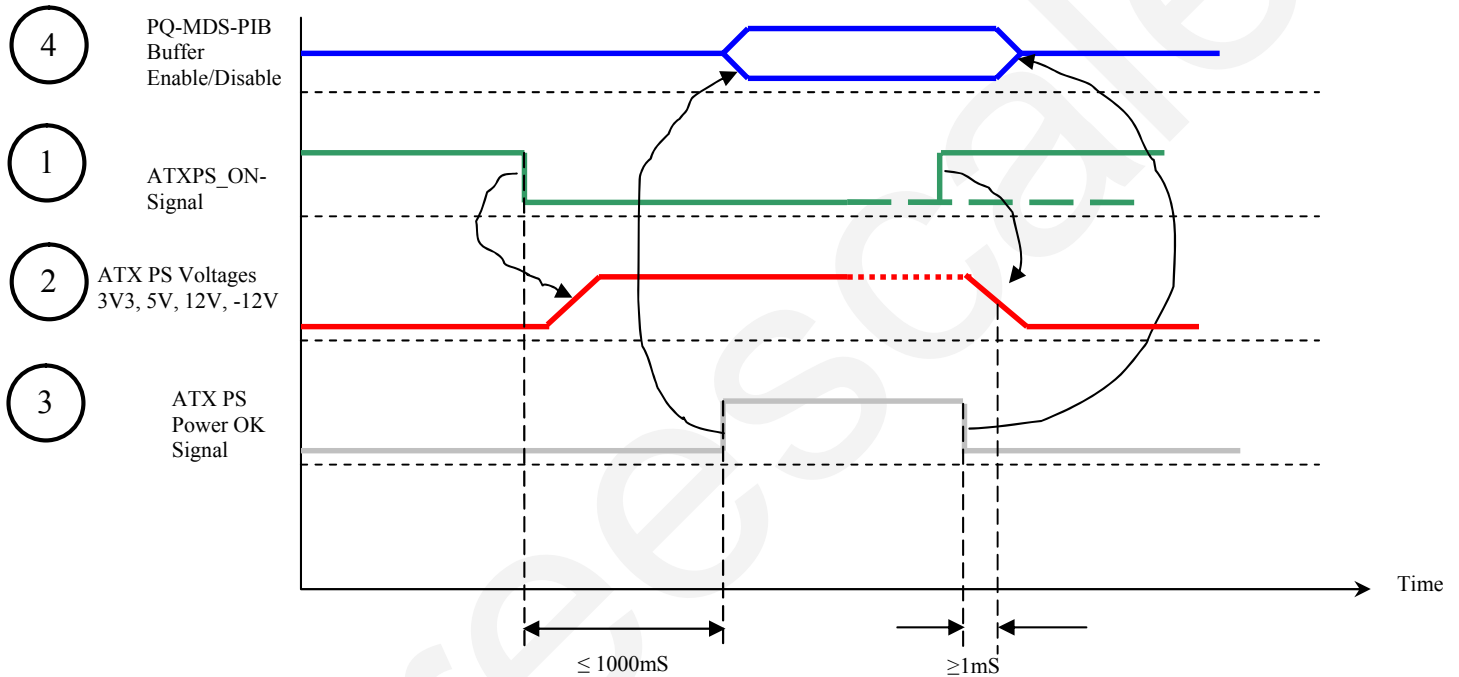 4
PQ-MDS-PIB
Buffer
Enable/Disable
1
ATXPS_ON-
Signal
2
ATX PS Voltages
3V3, 5V, 12V, -12V
3
ATX PS
Power OK
Signal
Time
≤ 1000mS
≥1mS
eescale